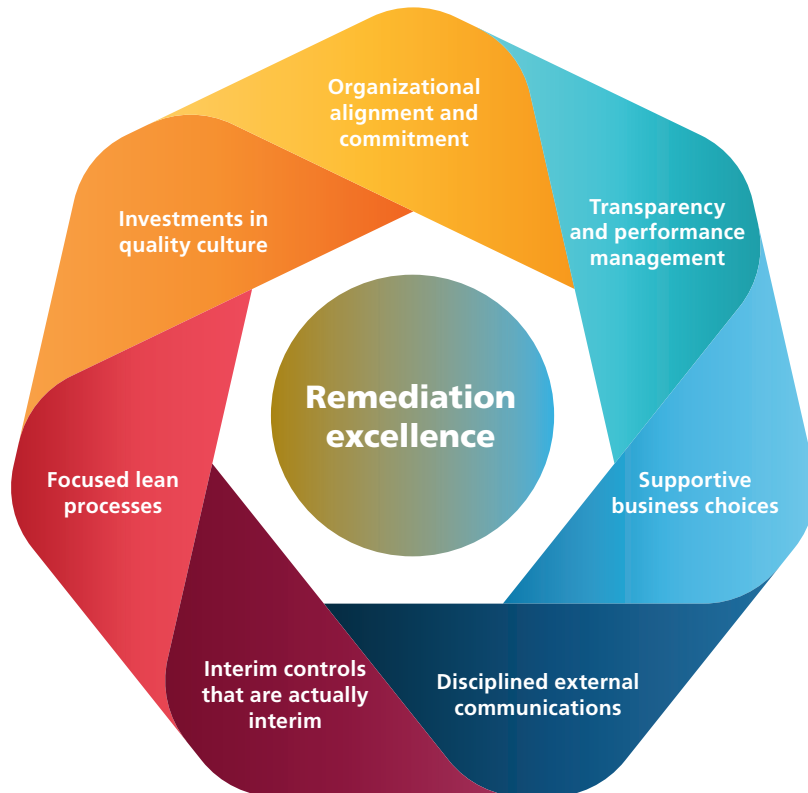 Organizational
alignment and
commitment
Transparency
and performance
management
Supportive
business choices
Disciplined external
communications
Interim controls
that are actually
interim
Focused lean
processes
Investments in
quality culture
Remediation
excellence